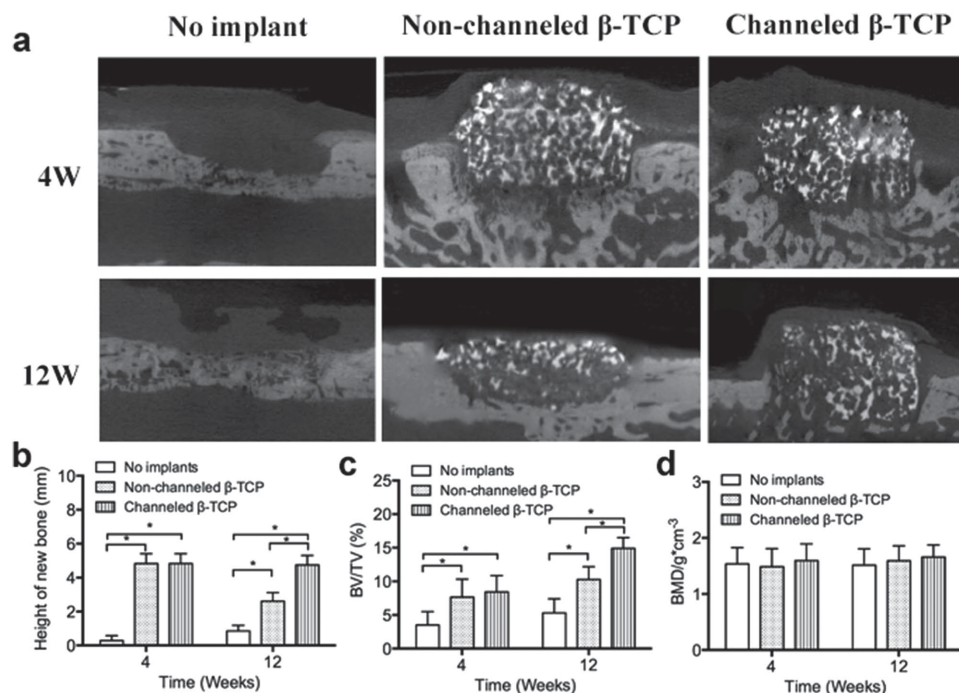 a
No implant
Non-channeled β-TCP
Channeled β-TCP
4W
12W
b
No implants
Non-channeled β-TCP
Channeled β-TCP
Height of new bone (mm)
10
8
6
4
2
0
*
*
*
*
*
4
12
Time (Weeks)
c
No implants
Non-channeled β-TCP
Channeled β-TCP
BV/TV (%)
25
20
15
10
5
0
*
*
*
*
*
4
12
Time (Weeks)
d
No implants
Non-channeled β-TCP
Channeled β-TCP
BMD/g*cm⁻³
3
2
1
0
4
12
Time (Weeks)